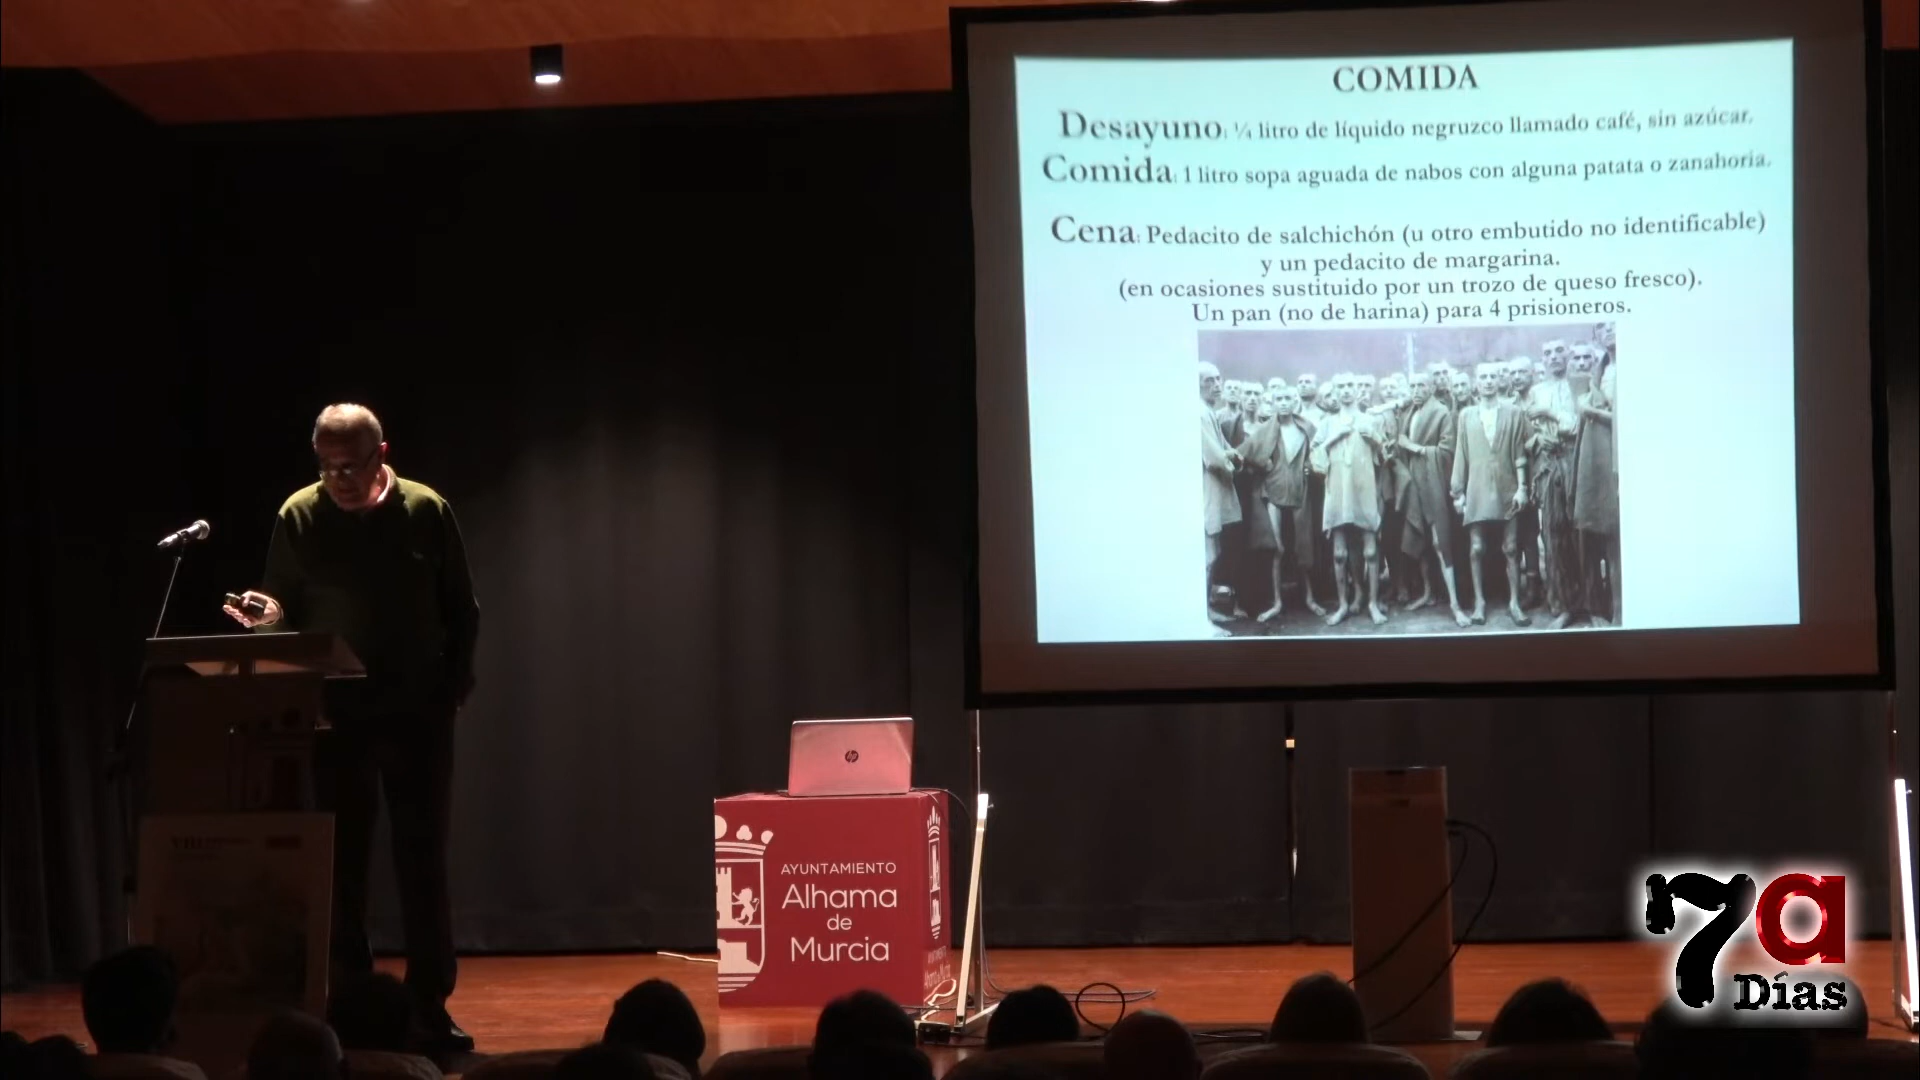 COMIDA
Desayuno: ¼ litro de líquido negruzco llamado café, sin azúcar.
Comida: 1 litro sopa aguada de nabos con alguna patata o zanahoria.
Cena: Pedacito de salchichón (u otro embutido no identificable)
y un pedacito de margarina.
(en ocasiones sustituido por un trozo de queso fresco).
Un pan (no de harina) para 4 prisioneros.
hp
AYUNTAMIENTO
Alhama
de
Murcia
VIII
7a
Días